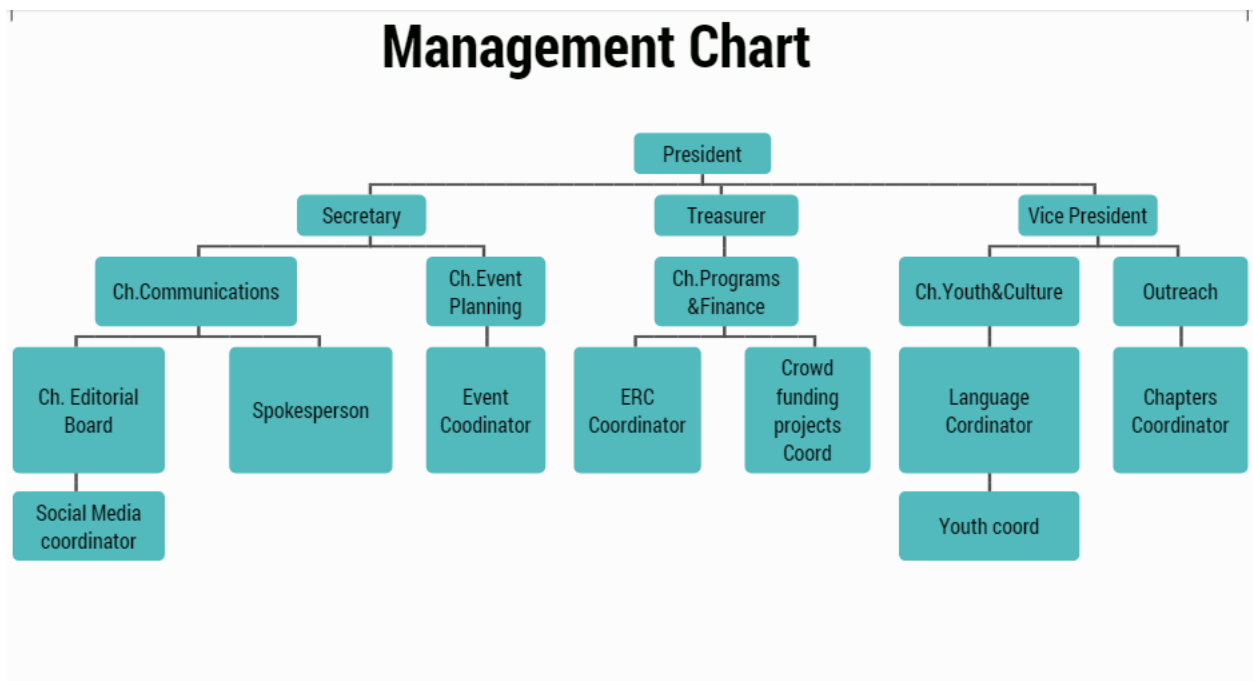 Management Chart
President
Secretary
Treasurer
Vice President
Ch.Communications
Ch.Event
Planning
Ch.Programs
&Finance
Ch.Youth&Culture
Outreach
Ch. Editorial
Board
Spokesperson
Event
Coodinator
ERC
Coordinator
Crowd
funding
projects
Coord
Language
Cordinator
Chapters
Coordinator
Social Media
coordinator
Youth coord